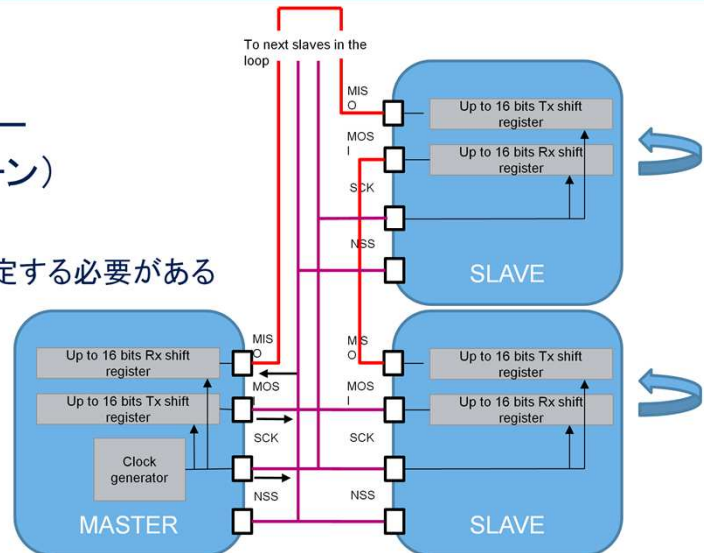 To next slaves in the
loop
ーン）
定する必要がある
MIS
O
MOS
I
SCK
NSS
Up to 16 bits Tx shift
register
Up to 16 bits Rx shift
register
SLAVE
Up to 16 bits Rx shift
register
Up to 16 bits Tx shift
register
Clock
generator
MASTER
MIS
O
MOS
I
SCK
NSS
MIS
O
MOS
I
SCK
NSS
Up to 16 bits Tx shift
register
Up to 16 bits Rx shift
register
SLAVE